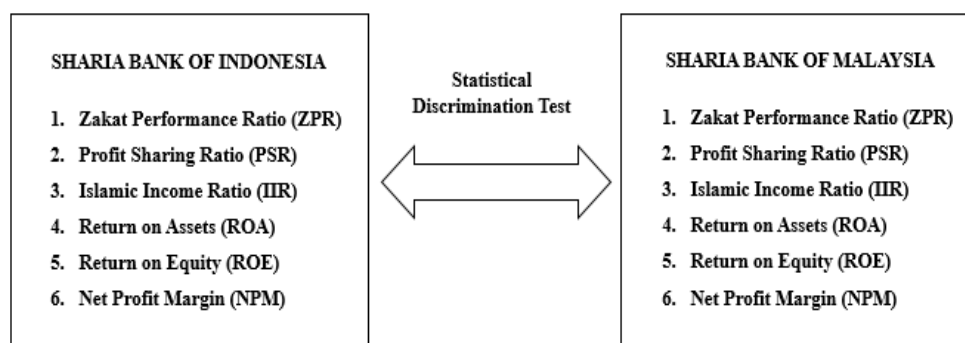 SHARIA BANK OF INDONESIA
1. Zakat Performance Ratio (ZPR)
2. Profit Sharing Ratio (PSR)
3. Islamic Income Ratio (IIR)
4. Return on Assets (ROA)
5. Return on Equity (ROE)
6. Net Profit Margin (NPM)
Statistical
Discrimination Test
SHARIA BANK OF MALAYSIA
1. Zakat Performance Ratio (ZPR)
2. Profit Sharing Ratio (PSR)
3. Islamic Income Ratio (IIR)
4. Return on Assets (ROA)
5. Return on Equity (ROE)
6. Net Profit Margin (NPM)